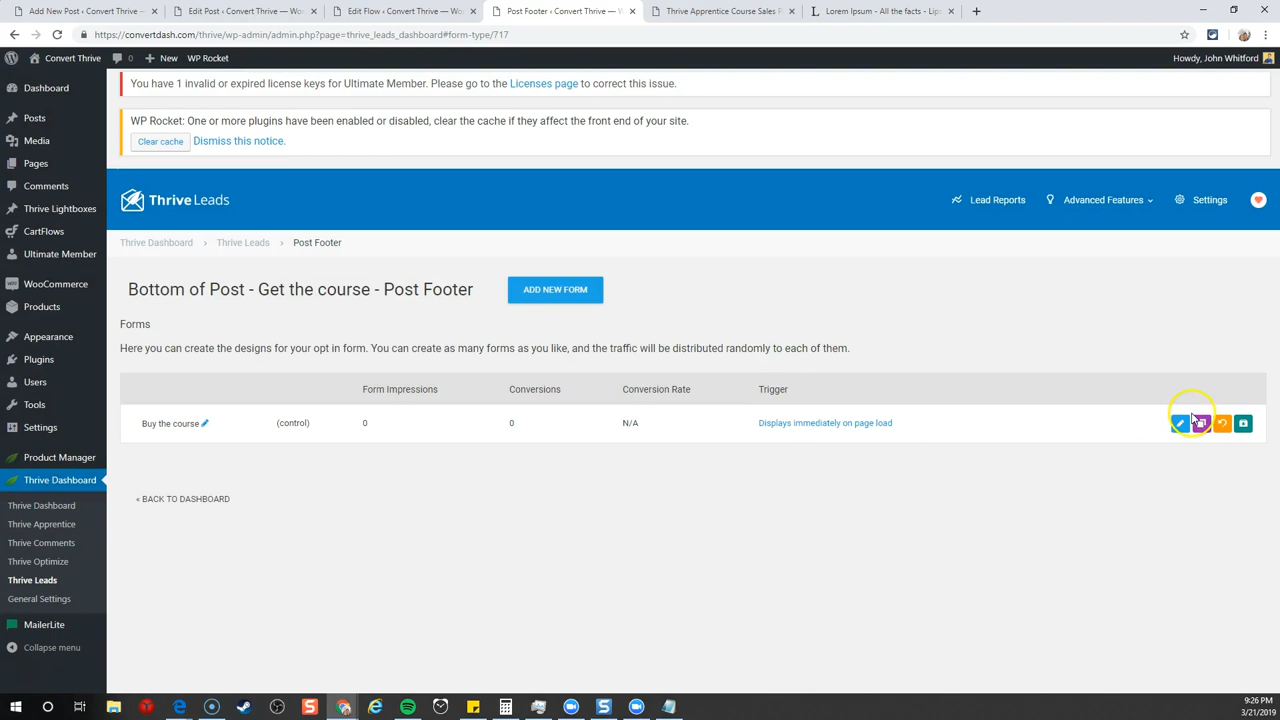 Add New Post ‹ Convert Thrive — Wo
Edit Post ‹ Convert Thrive — Wor
Edit Flow ‹ Convert Thrive — Wo
Post Footer ‹ Convert Thrive — W
Thrive Apprentice Course Sales P
Lorem Ipsum - All the facts - Lip
https://convertdash.com/thrive/wp-admin/admin.php?page=thrive_leads_dashboard#form-type/717
Convert Thrive
0
New
WP Rocket
Howdy, John Whitford
Dashboard
Posts
Media
Pages
Comments
Thrive Lightboxes
CartFlows
Ultimate Member
WooCommerce
Products
Appearance
Plugins
Users
Tools
Settings
Product Manager
Thrive Dashboard
Thrive Dashboard
Thrive Apprentice
Thrive Comments
Thrive Optimize
Thrive Leads
General Settings
MailerLite
Collapse menu
You have 1 invalid or expired license keys for Ultimate Member. Please go to the Licenses page to correct this issue.
WP Rocket: One or more plugins have been enabled or disabled, clear the cache if they affect the front end of your site.
Clear cache Dismiss this notice.
Thrive Leads
Lead Reports
Advanced Features
Settings
Thrive Dashboard › Thrive Leads › Post Footer
Bottom of Post - Get the course - Post Footer
ADD NEW FORM
Forms
Here you can create the designs for your opt in form. You can create as many forms as you like, and the traffic will be distributed randomly to each of them.
Form Impressions Conversions Conversion Rate Trigger
Buy the course (control) 0 0 N/A Displays immediately on page load
« BACK TO DASHBOARD
9:26 PM
3/21/2019